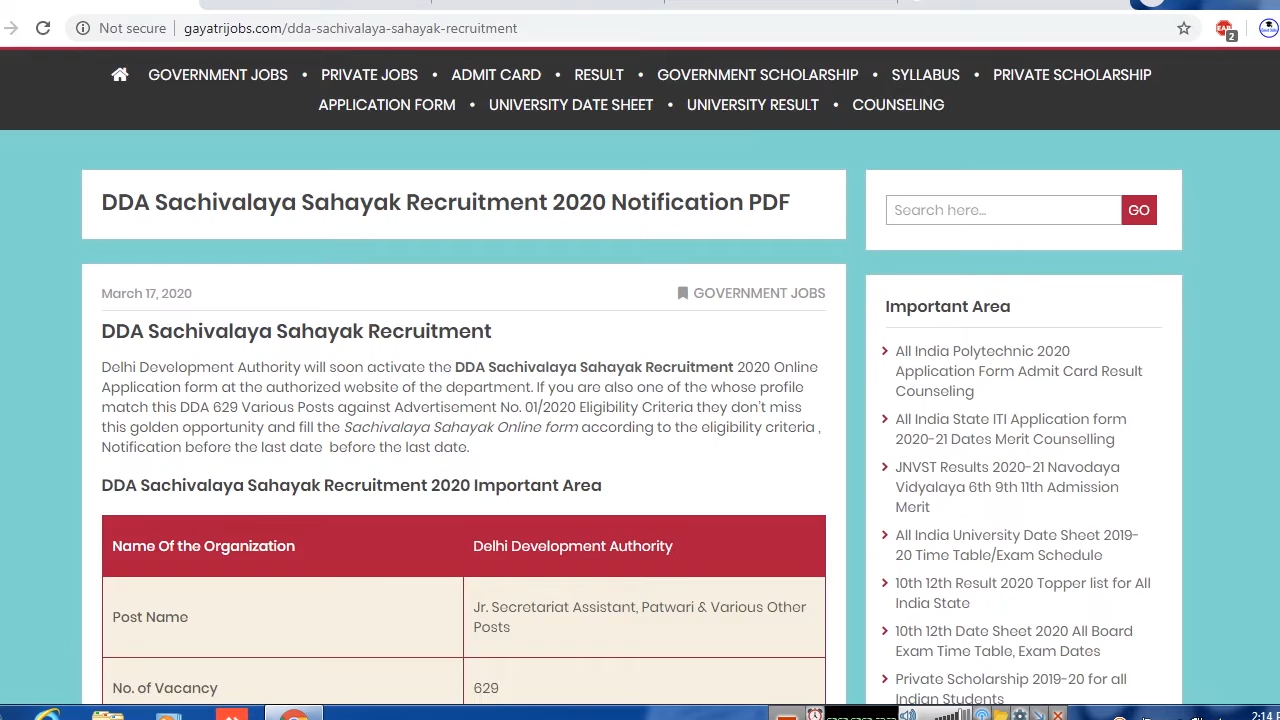 Not secure | gayatrijobs.com/dda-sachivalaya-sahayak-recruitment
2
GOVERNMENT JOBS • PRIVATE JOBS • ADMIT CARD • RESULT • GOVERNMENT SCHOLARSHIP • SYLLABUS • PRIVATE SCHOLARSHIP
APPLICATION FORM • UNIVERSITY DATE SHEET • UNIVERSITY RESULT • COUNSELING
DDA Sachivalaya Sahayak Recruitment 2020 Notification PDF
March 17, 2020
GOVERNMENT JOBS
DDA Sachivalaya Sahayak Recruitment
Delhi Development Authority will soon activate the DDA Sachivalaya Sahayak Recruitment 2020 Online
Application form at the authorized website of the department. If you are also one of the whose profile
match this DDA 629 Various Posts against Advertisement No. 01/2020 Eligibility Criteria they don't miss
this golden opportunity and fill the Sachivalaya Sahayak Online form according to the eligibility criteria ,
Notification before the last date  before the last date.
DDA Sachivalaya Sahayak Recruitment 2020 Important Area
Name Of the Organization
Delhi Development Authority
Post Name
Jr. Secretariat Assistant, Patwari & Various Other
Posts
No. of Vacancy
629
Search here...
GO
Important Area
All India Polytechnic 2020
Application Form Admit Card Result
Counseling
All India State ITI Application form
2020-21 Dates Merit Counselling
JNVST Results 2020-21 Navodaya
Vidyalaya 6th 9th 11th Admission
Merit
All India University Date Sheet 2019-
20 Time Table/Exam Schedule
10th 12th Result 2020 Topper list for All
India State
10th 12th Date Sheet 2020 All Board
Exam Time Table, Exam Dates
Private Scholarship 2019-20 for all
Indian Students
2:14